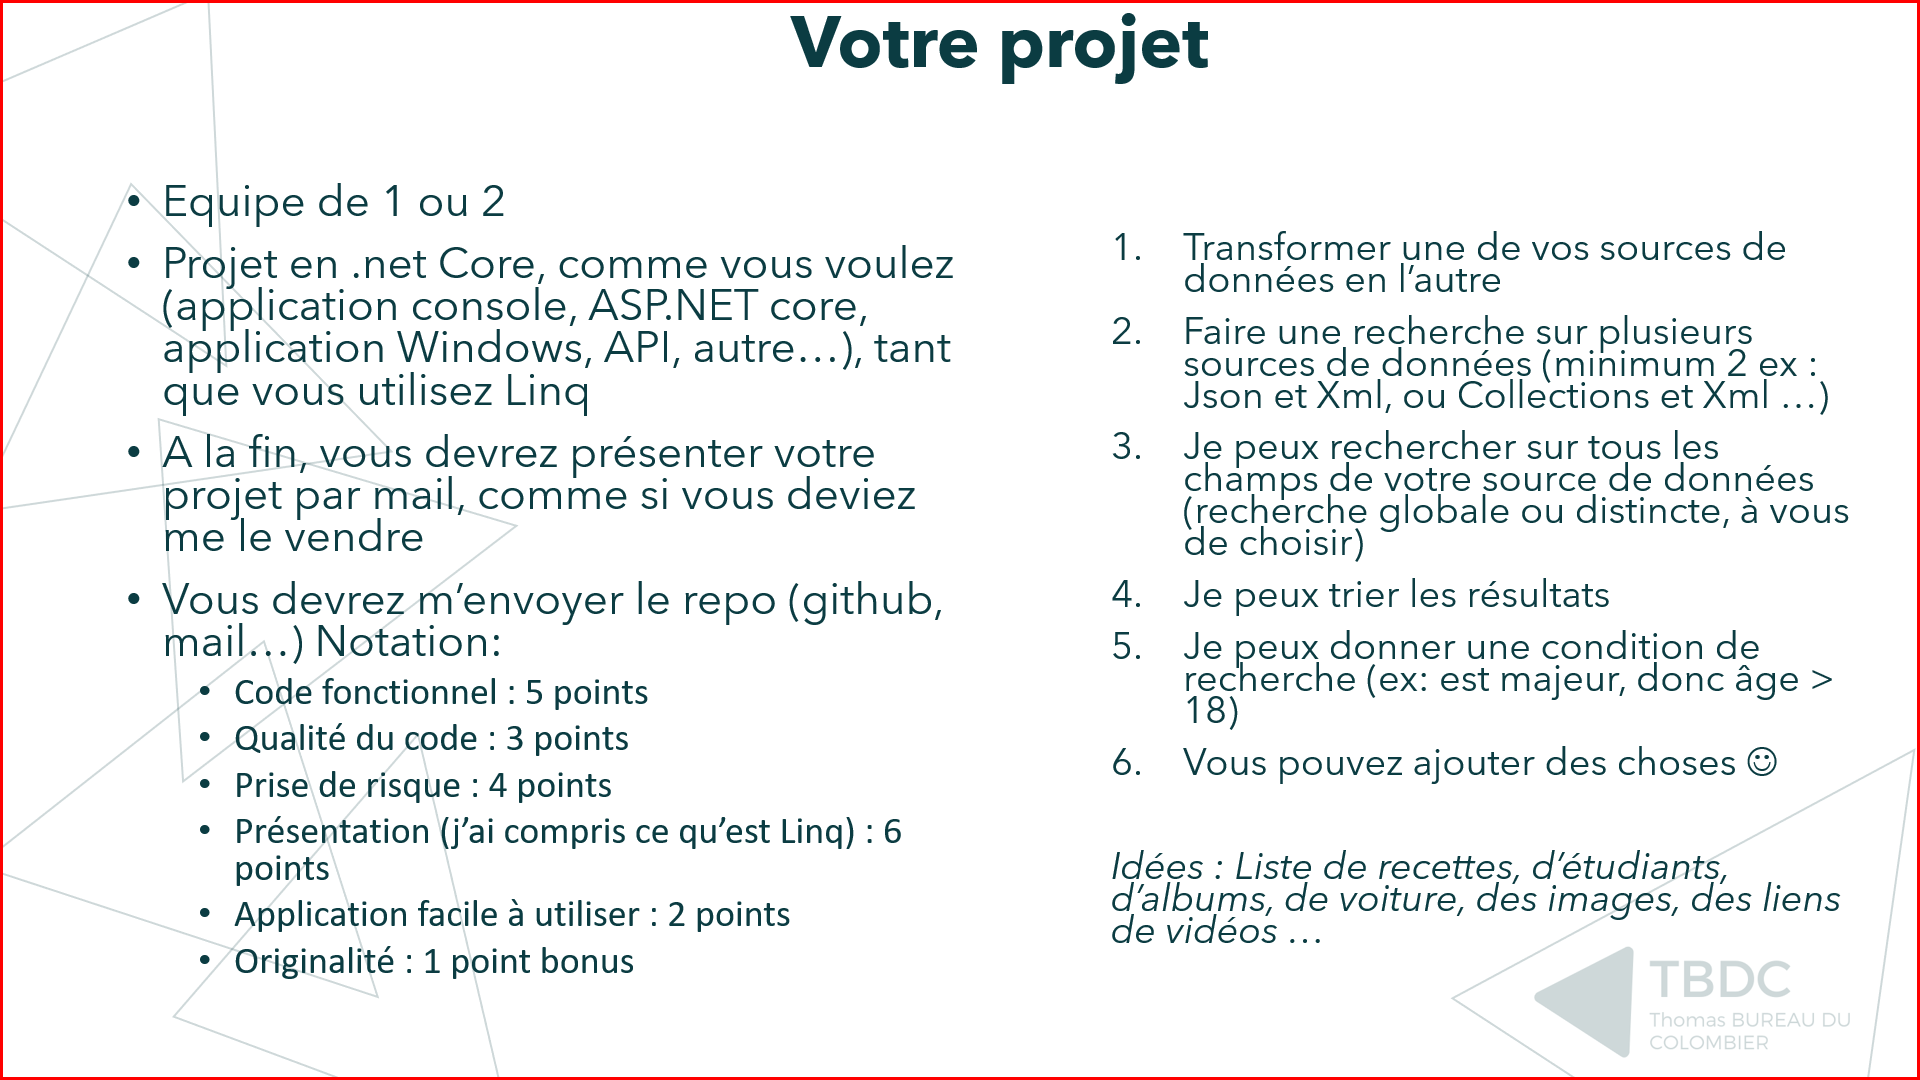 Votre projet
• Equipe de 1 ou 2
• Projet en .net Core, comme vous voulez
(application console, ASP.NET core,
application Windows, API, autre…), tant
que vous utilisez Linq
• A la fin, vous devrez présenter votre
projet par mail, comme si vous deviez
me le vendre
• Vous devrez m’envoyer le repo (github,
mail…) Notation:
• Code fonctionnel : 5 points
• Qualité du code : 3 points
• Prise de risque : 4 points
• Présentation (j’ai compris ce qu’est Linq) : 6
points
• Application facile à utiliser : 2 points
• Originalité : 1 point bonus
1. Transformer une de vos sources de
données en l’autre
2. Faire une recherche sur plusieurs
sources de données (minimum 2 ex :
Json et Xml, ou Collections et Xml …)
3. Je peux rechercher sur tous les
champs de votre source de données
(recherche globale ou distincte, à vous
de choisir)
4. Je peux trier les résultats
5. Je peux donner une condition de
recherche (ex: est majeur, donc âge >
18)
6. Vous pouvez ajouter des choses ☺
Idées : Liste de recettes, d’étudiants,
d’albums, de voiture, des images, des liens
de vidéos …
TBDC
Thomas BUREAU DU
COLOMBIER